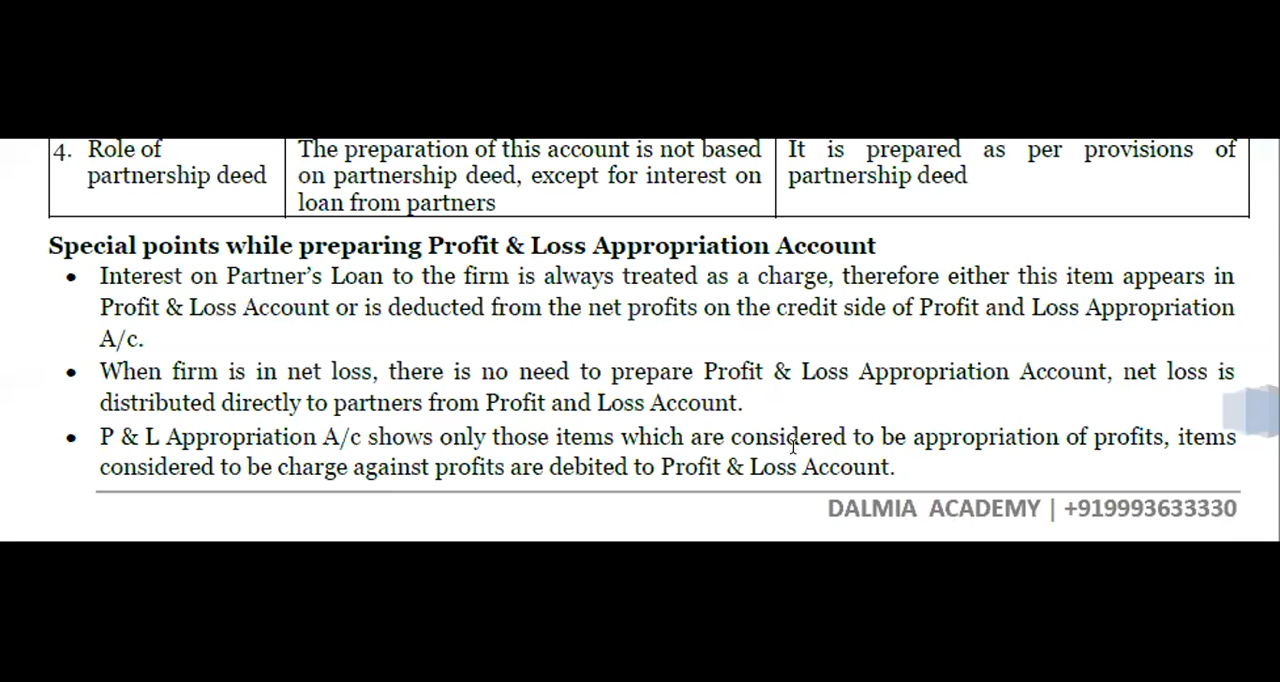 4. Role of partnership deed
The preparation of this account is not based on partnership deed, except for interest on loan from partners
It is prepared as per provisions of partnership deed
Special points while preparing Profit & Loss Appropriation Account
• Interest on Partner's Loan to the firm is always treated as a charge, therefore either this item appears in
Profit & Loss Account or is deducted from the net profits on the credit side of Profit and Loss Appropriation
A/c.
• When firm is in net loss, there is no need to prepare Profit & Loss Appropriation Account, net loss is
distributed directly to partners from Profit and Loss Account.
• P & L Appropriation A/c shows only those items which are considered to be appropriation of profits, items
considered to be charge against profits are debited to Profit & Loss Account.
DALMIA ACADEMY | +919993633330